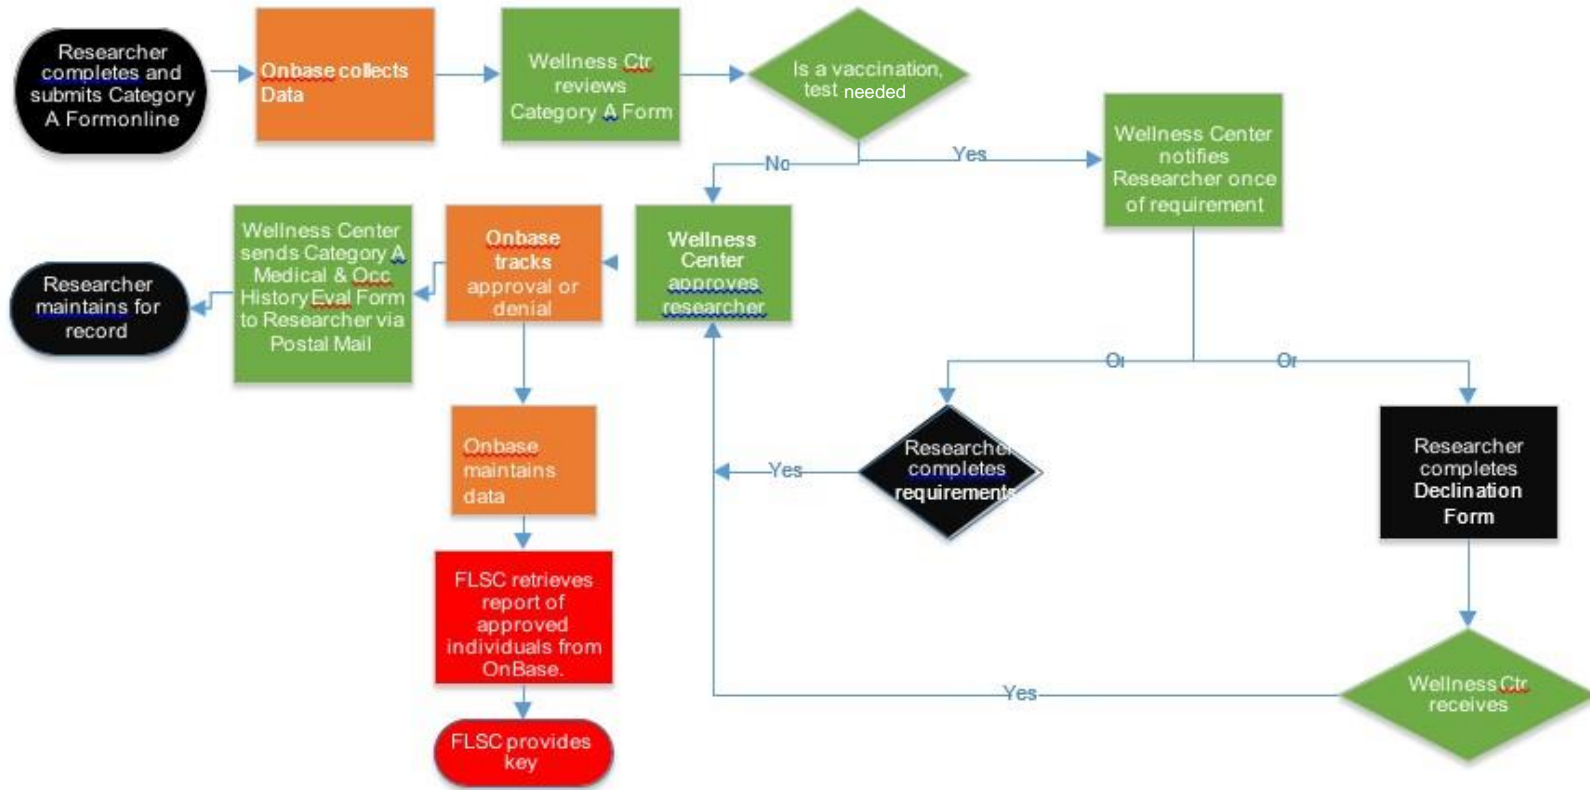 Researcher
completes and
submits Category
A Formonline
Onbase collects
Data
Wellness Ctr
reviews
Category A Form
Is a vaccination,
test needed
No
Yes
Wellness Center
notifies
Researcher once
of requirement
Wellness
Center
approves
researcher
Onbase
tracks
approval or
denial
Wellness Center
sends Category A
Medical & Occ
History Eval Form
to Researcher via
Postal Mail
Researcher
maintains for
record
Or
Or
Onbase
maintains
data
Yes
Researcher
completes
requirements
Researcher
completes
Declination
Form
FLSC retrieves
report of
approved
individuals from
OnBase.
Yes
Wellness Ctr
receives
FLSC provides
key